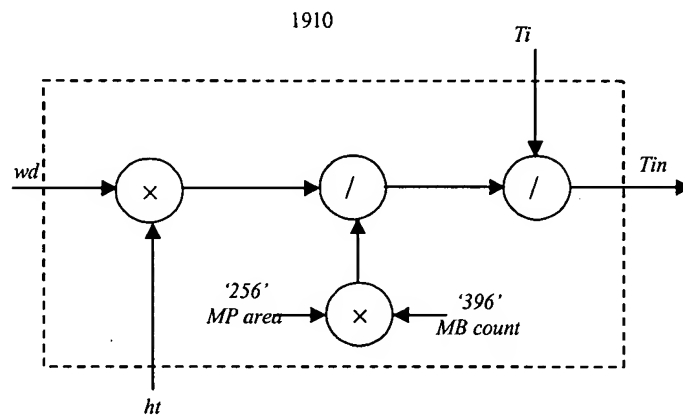 1910
Ti
wd
×
/
/
Tin
‘256’
MP area
×
‘396’
MB count
ht